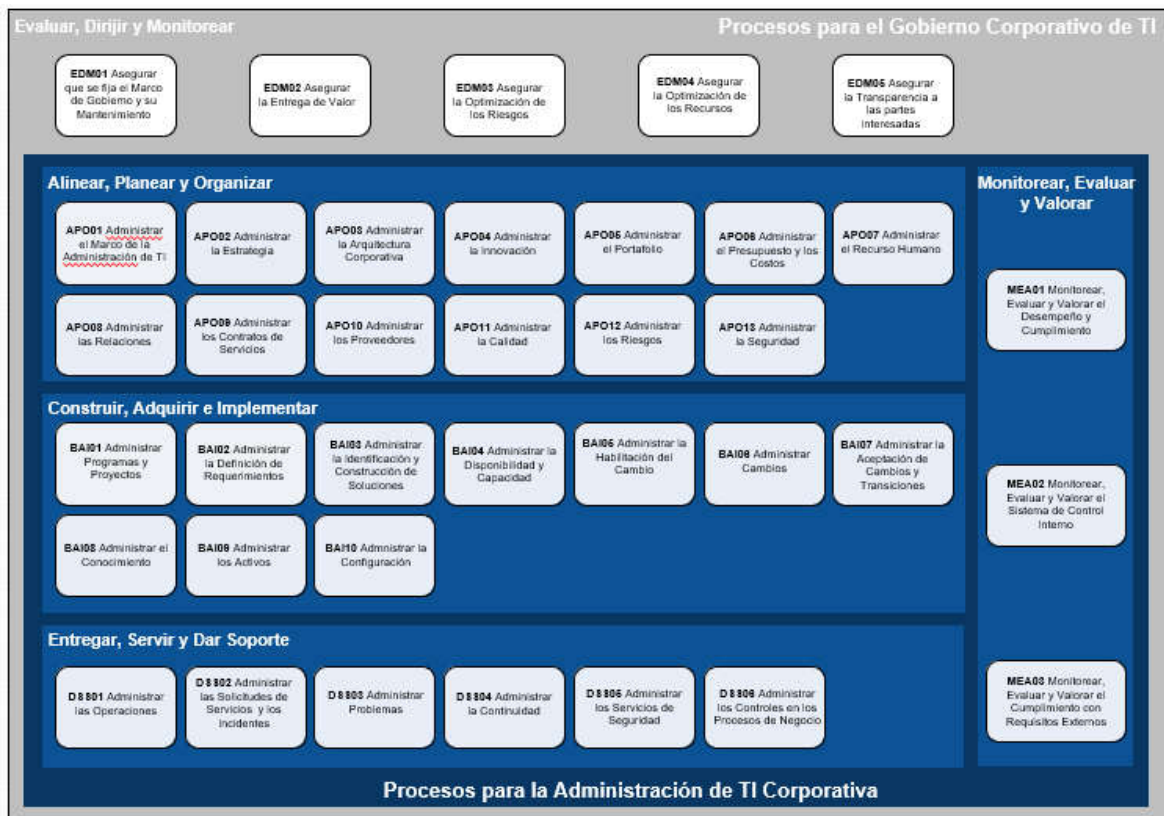 Evaluar, Dirijir y Monitorear
Procesos para el Gobierno Corporativo de TI
EDM01 Asegurar
que se fija el Marco
de Gobierno y su
Mantenimiento
EDM02 Asegurar
la Entrega de Valor
EDM03 Asegurar
la Optimización de
los Riesgos
EDM04 Asegurar
la Optimización de
los Recursos
EDM05 Asegurar
la Transparencia a
las partes
interesadas
Alinear, Planear y Organizar
APO01 Administrar
el Marco de la
Administración de TI
APO02 Administrar
la Estrategia
APO03 Administrar
la Arquitectura
Corporativa
APO04 Administrar
la Innovación
APO05 Administrar
el Portafolio
APO06 Administrar
el Presupuesto y los
Costos
APO07 Administrar
el Recurso Humano
APO08 Administrar
las Relaciones
APO09 Administrar
los Contratos de
Servicios
APO10 Administrar
los Proveedores
APO11 Administrar
la Calidad
APO12 Administrar
los Riesgos
APO13 Administrar
la Seguridad
Construir, Adquirir e Implementar
BAI01 Administrar
Programas y
Proyectos
BAI02 Administrar
la Definición de
Requerimientos
BAI03 Administrar
la Identificación y
Construcción de
Soluciones
BAI04 Administrar la
Disponibilidad y
Capacidad
BAI05 Administrar la
Habilitación del
Cambio
BAI06 Administrar
Cambios
BAI07 Administrar la
Aceptación de
Cambios y
Transiciones
BAI08 Administrar el
Conocimiento
BAI09 Administrar
los Activos
BAI10 Admnistrar la
Configuración
Entregar, Servir y Dar Soporte
DSS01 Administrar
las Operaciones
DSS02 Administrar
las Solicitudes de
Servicios y los
Incidentes
DSS03 Administrar
Problemas
DSS04 Administrar
la Continuidad
DSS05 Administrar
los Servicios de
Seguridad
DSS06 Administrar
los Controles en los
Procesos de Negocio
Monitorear, Evaluar
y Valorar
MEA01 Monitorear,
Evaluar y Valorar el
Desempeño y
Cumplimiento
MEA02 Monitorear,
Evaluar y Valorar el
Sistema de Control
Interno
MEA03 Monitorear,
Evaluar y Valorar el
Cumplimiento con
Requisitos Externos
Procesos para la Administración de TI Corporativa